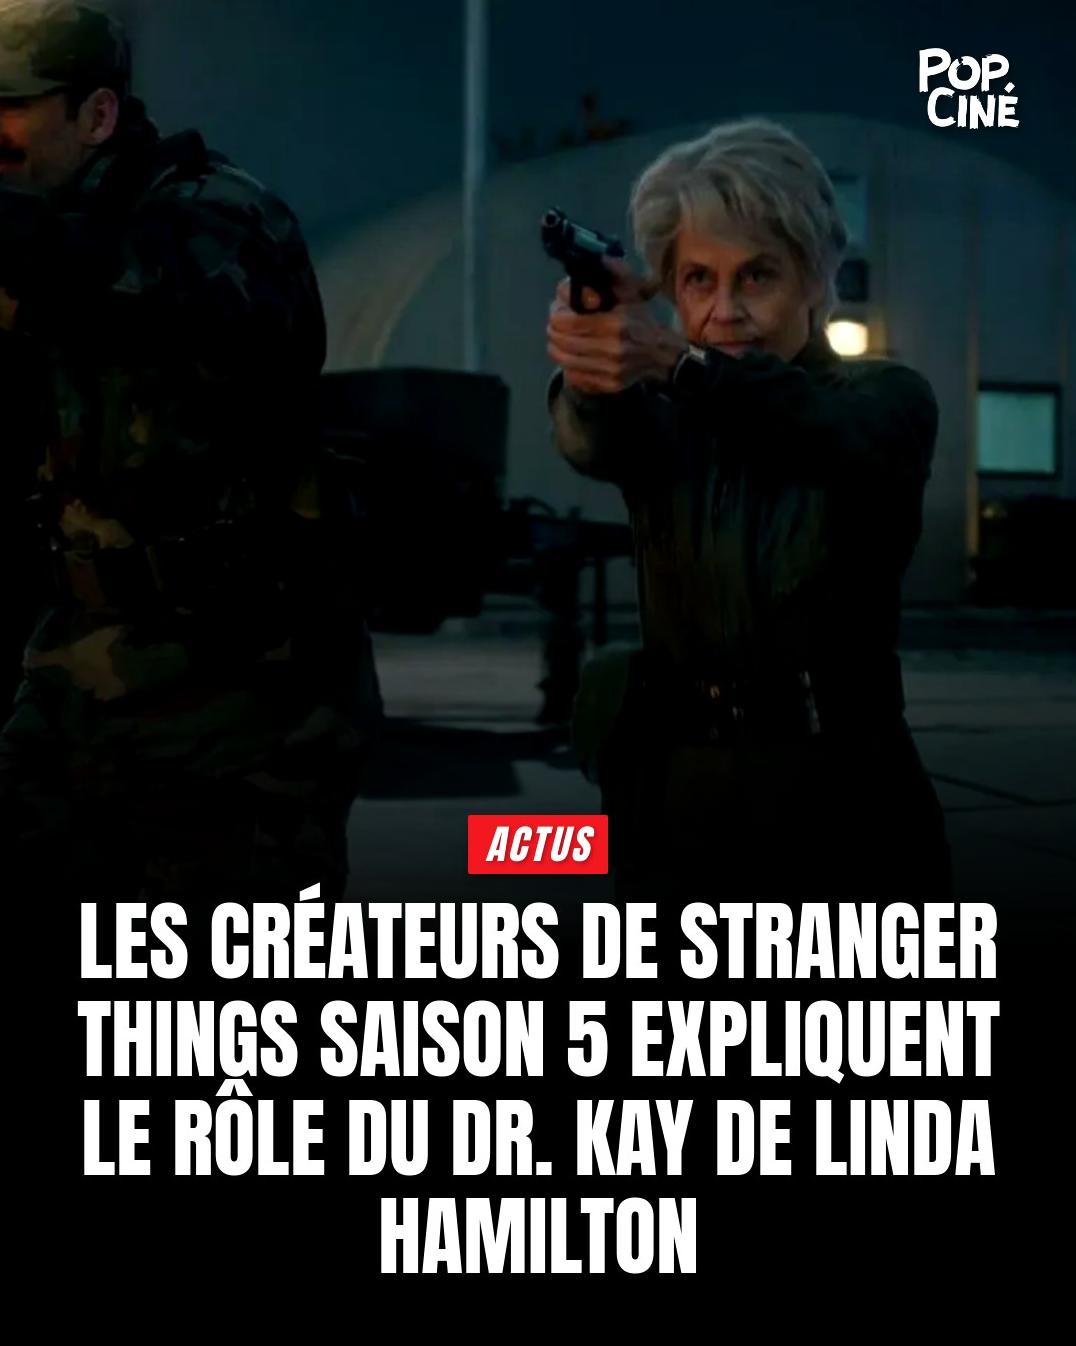 POP.
CINÉ
ACTUS
LES CRÉATEURS DE STRANGER
THINGS SAISON 5 EXPLIQUENT
LE RÔLE DU DR. KAY DE LINDA
HAMILTON